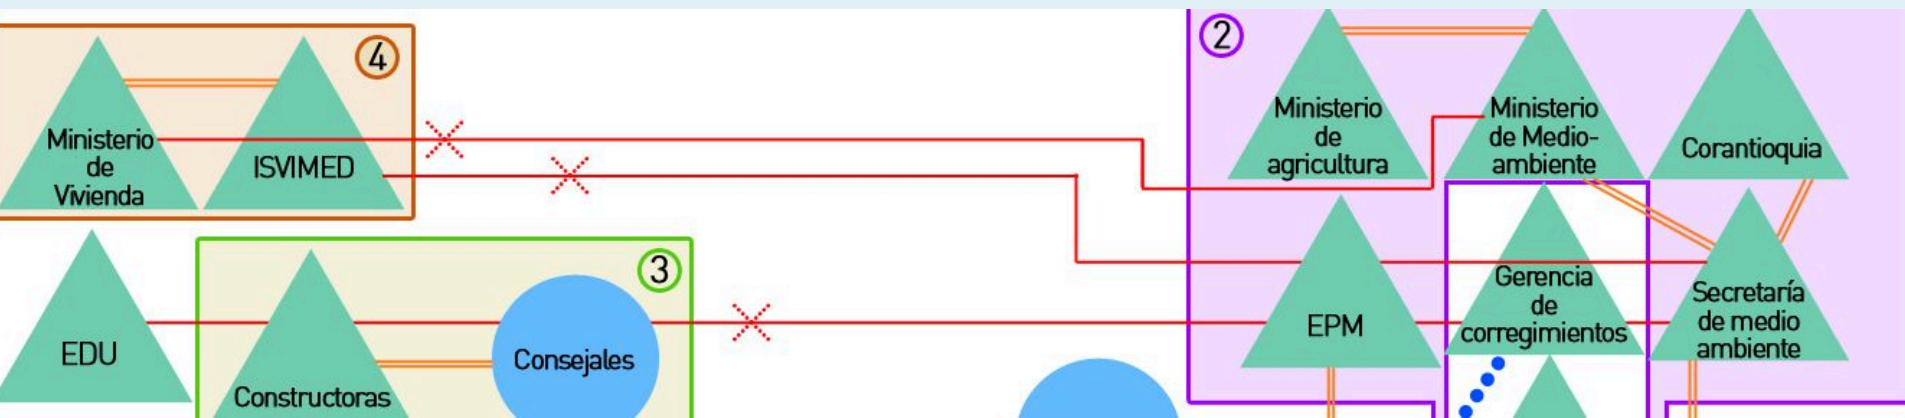 4
Ministerio
de
Vivienda
ISVIMED
2
Ministerio
de
agricultura
Ministerio
de Medio-
ambiente
Corantioquia
EDU
3
Constructoras
Consejales
EPM
Gerencia
de
corregimientos
Secretaría
de medio
ambiente